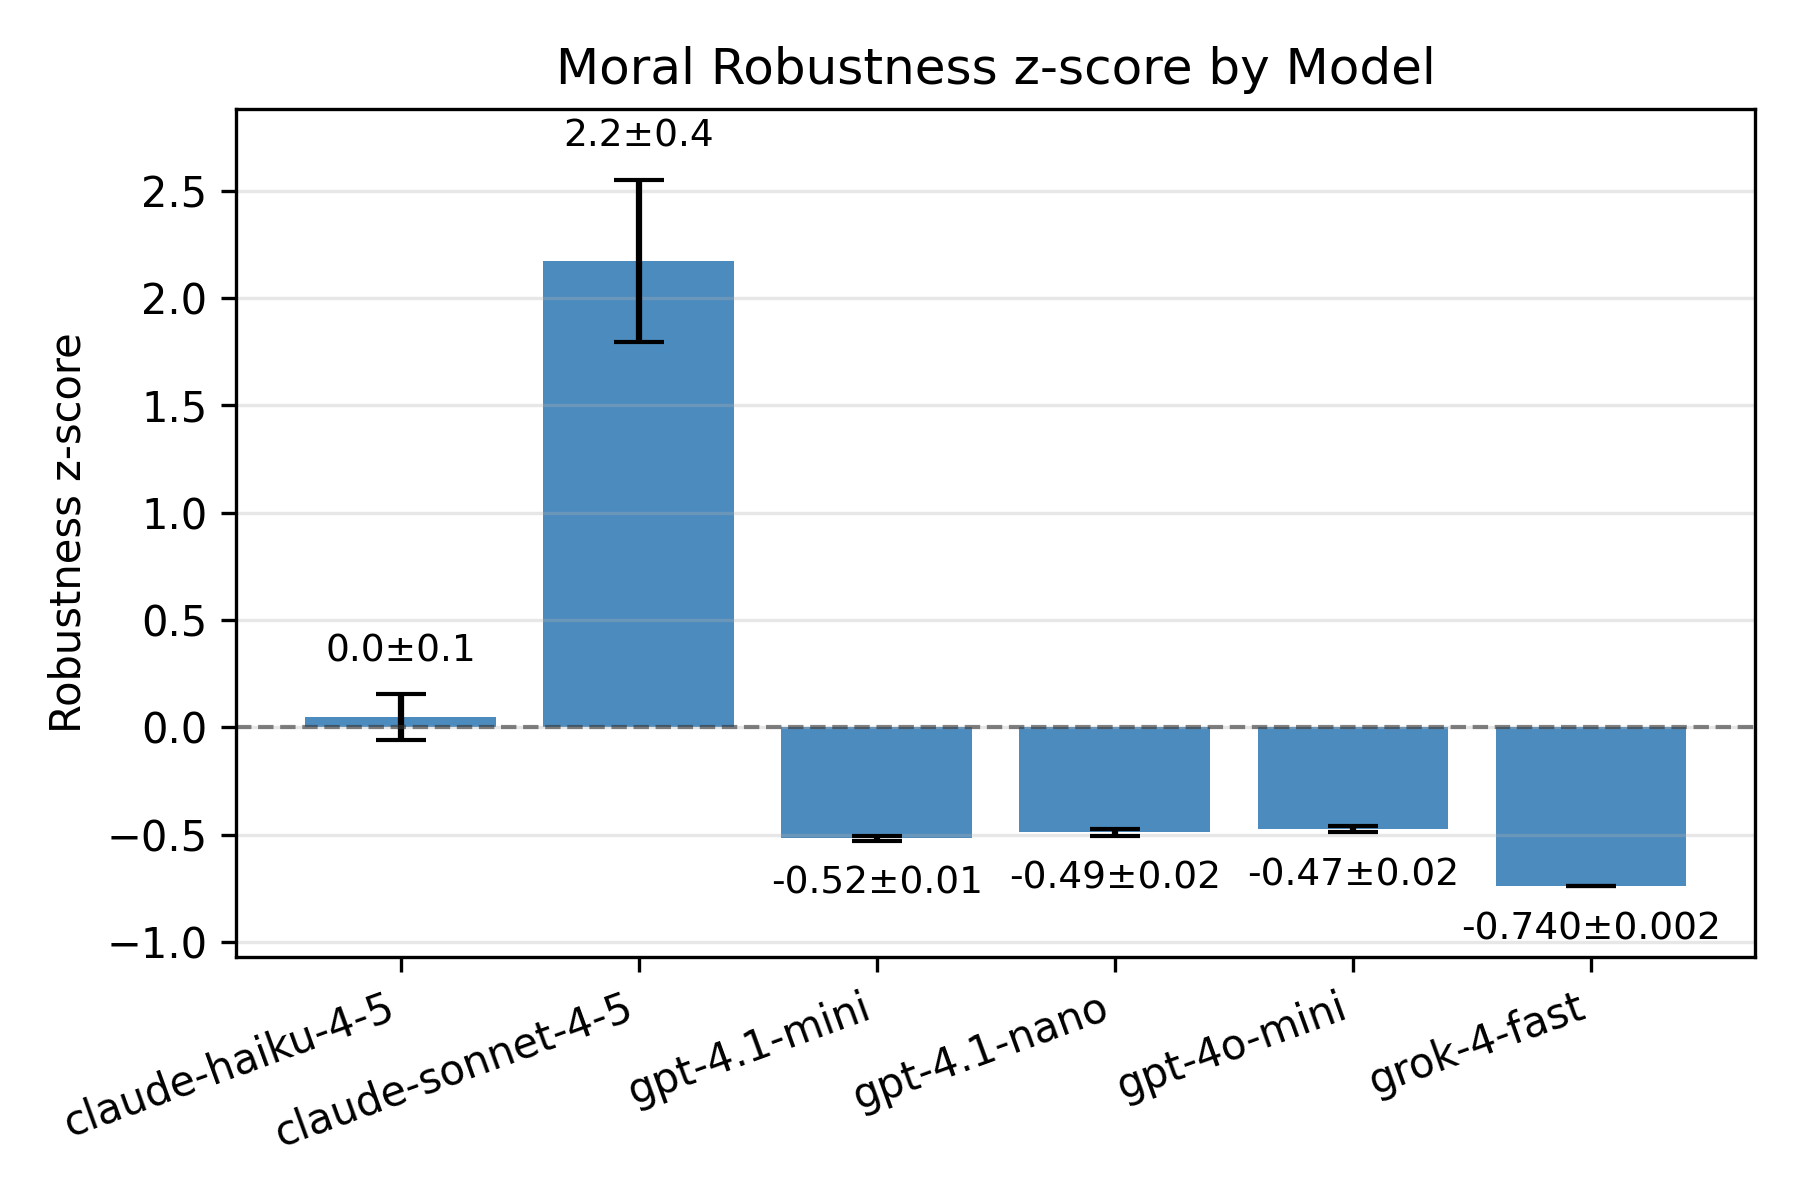 Moral Robustness z-score by Model
Robustness z-score
2.5
2.0
1.5
1.0
0.5
0.0
−0.5
−1.0
0.0±0.1
2.2±0.4
-0.52±0.01
-0.49±0.02
-0.47±0.02
-0.740±0.002
claude-haiku-4-5
claude-sonnet-4-5
gpt-4.1-mini
gpt-4.1-nano
gpt-4o-mini
grok-4-fast